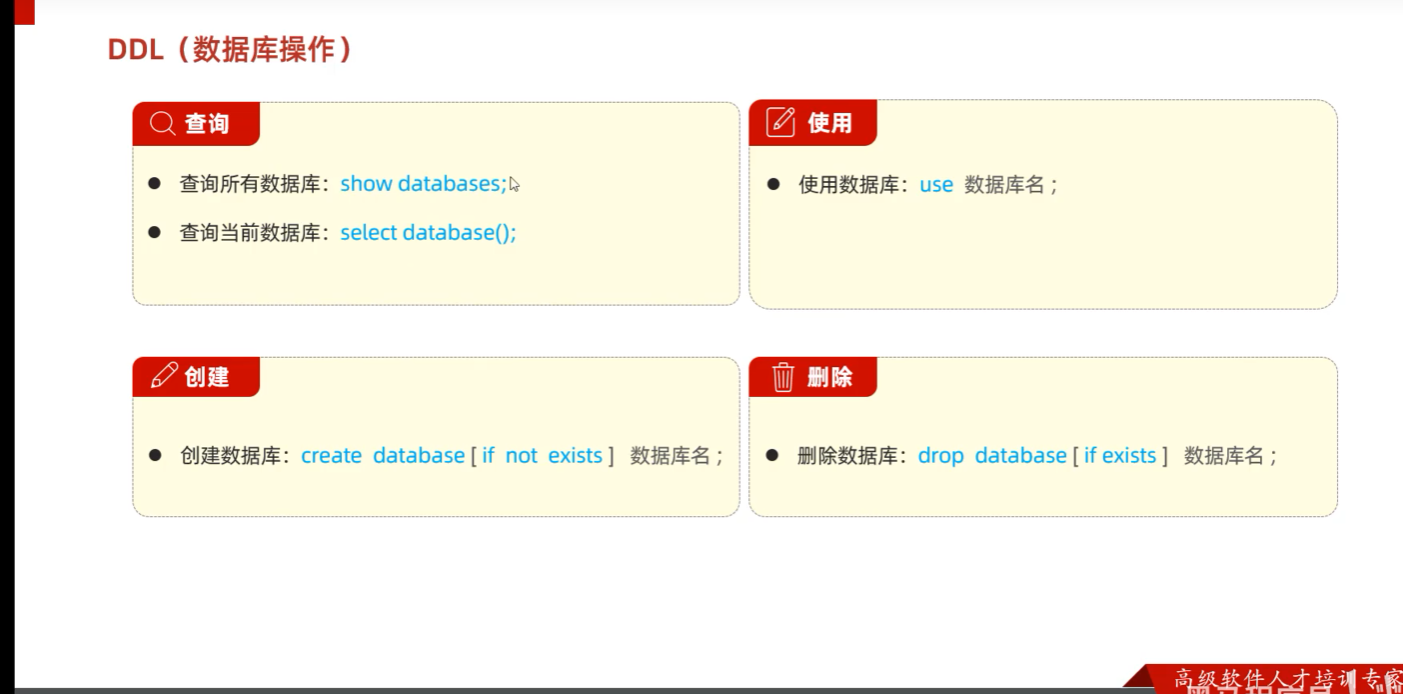 DDL（数据库操作）
查询
查询所有数据库：show databases;
查询当前数据库：select database();
使用
使用数据库：use 数据库名 ;
创建
创建数据库：create database [ if not exists ] 数据库名 ;
删除
删除数据库：drop database [ if exists ] 数据库名 ;
高级软件人才培训专家